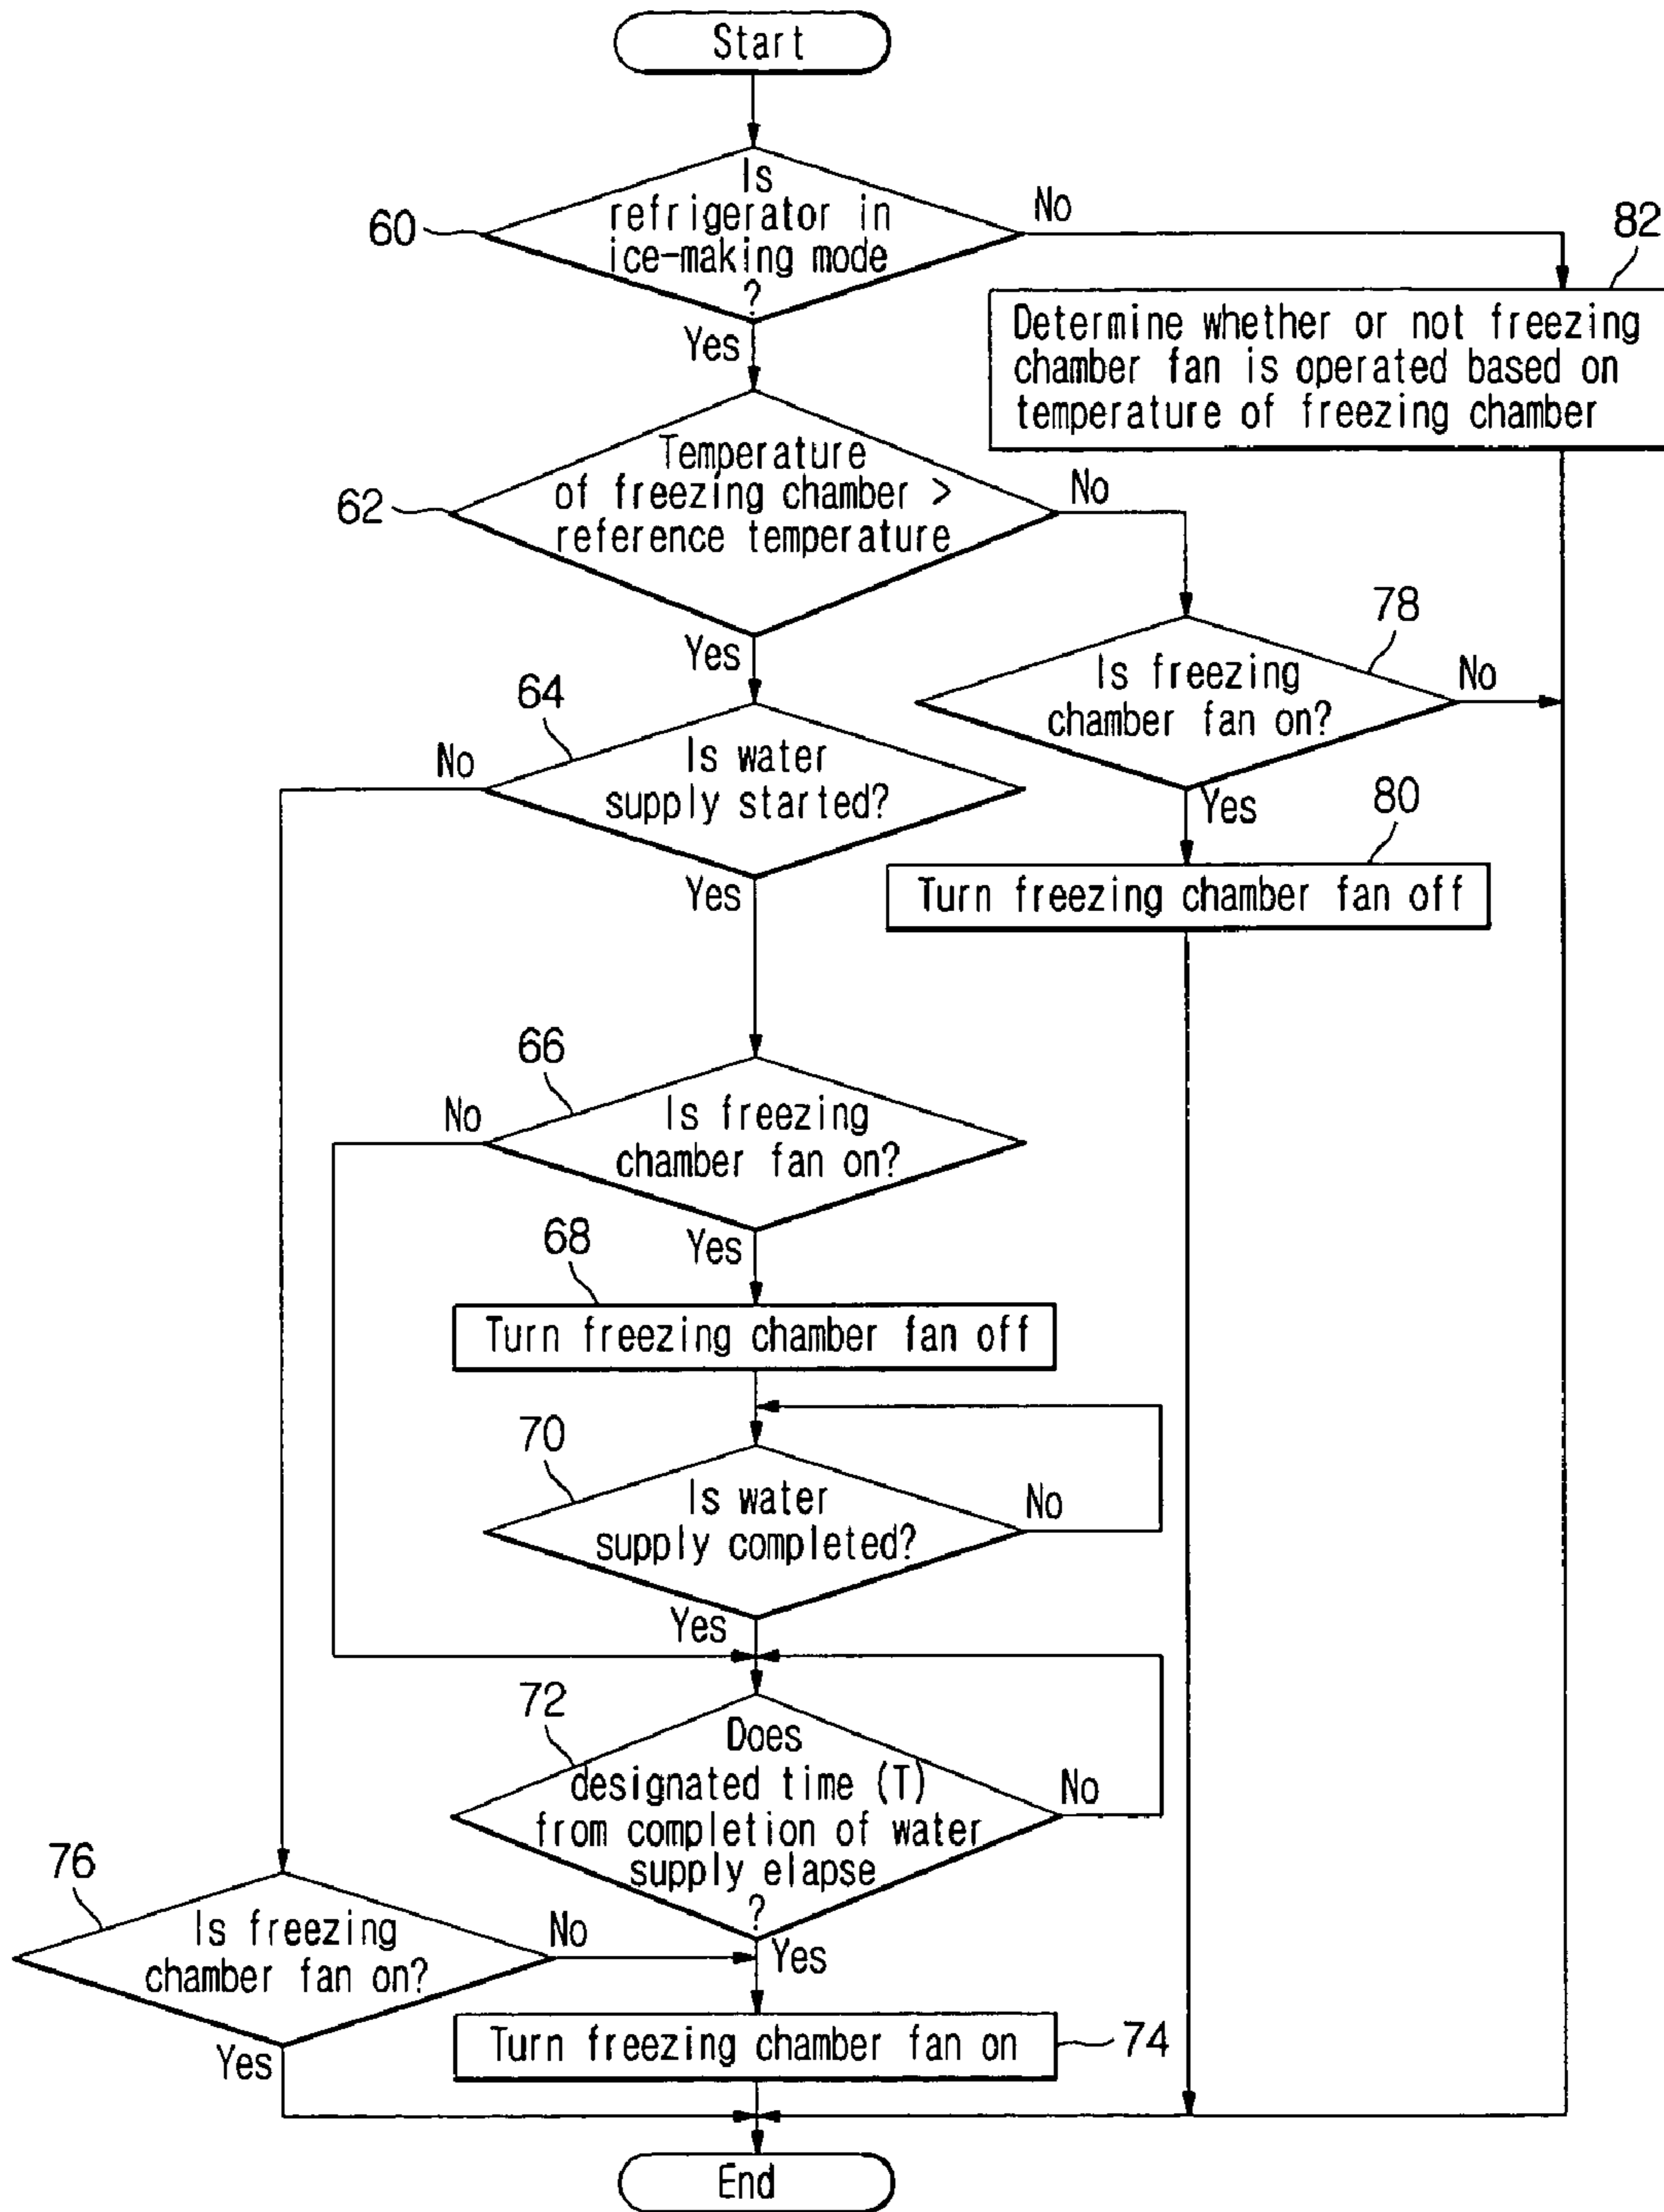 Start
Is
refrigerator in
ice-making mode
?
60
No
Yes
82
Determine whether or not freezing
chamber fan is operated based on
temperature of freezing chamber
Temperature
of freezing chamber >
reference temperature
62
No
Yes
78
Is freezing
chamber fan on?
No
Yes
64
Is water
supply started?
No
Yes
80
Turn freezing chamber fan off
66
Is freezing
chamber fan on?
No
Yes
68
Turn freezing chamber fan off
70
Is water
supply completed?
No
Yes
72
Does
designated time (T)
from completion of water
supply elapse
?
No
Yes
76
Is freezing
chamber fan on?
No
Yes
Turn freezing chamber fan on
74
End